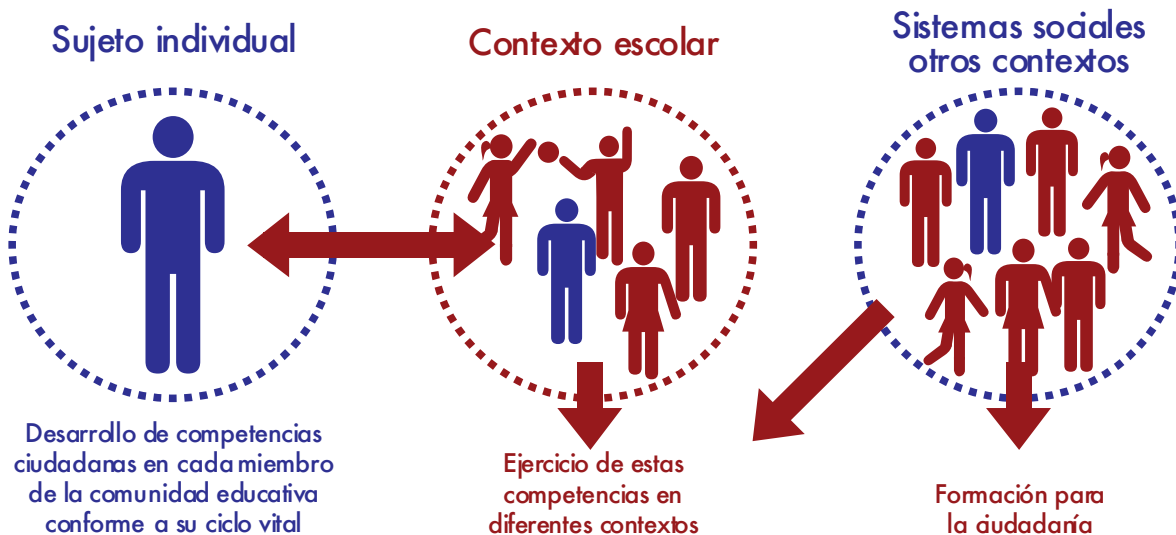 Sujeto individual
Contexto escolar
Sistemas sociales
otros contextos
Desarrollo de competencias
ciudadanas en cada miembro
de la comunidad educativa
conforme a su ciclo vital
Ejercicio de estas
competencias en
diferentes contextos
Formación para
la ciudadanía